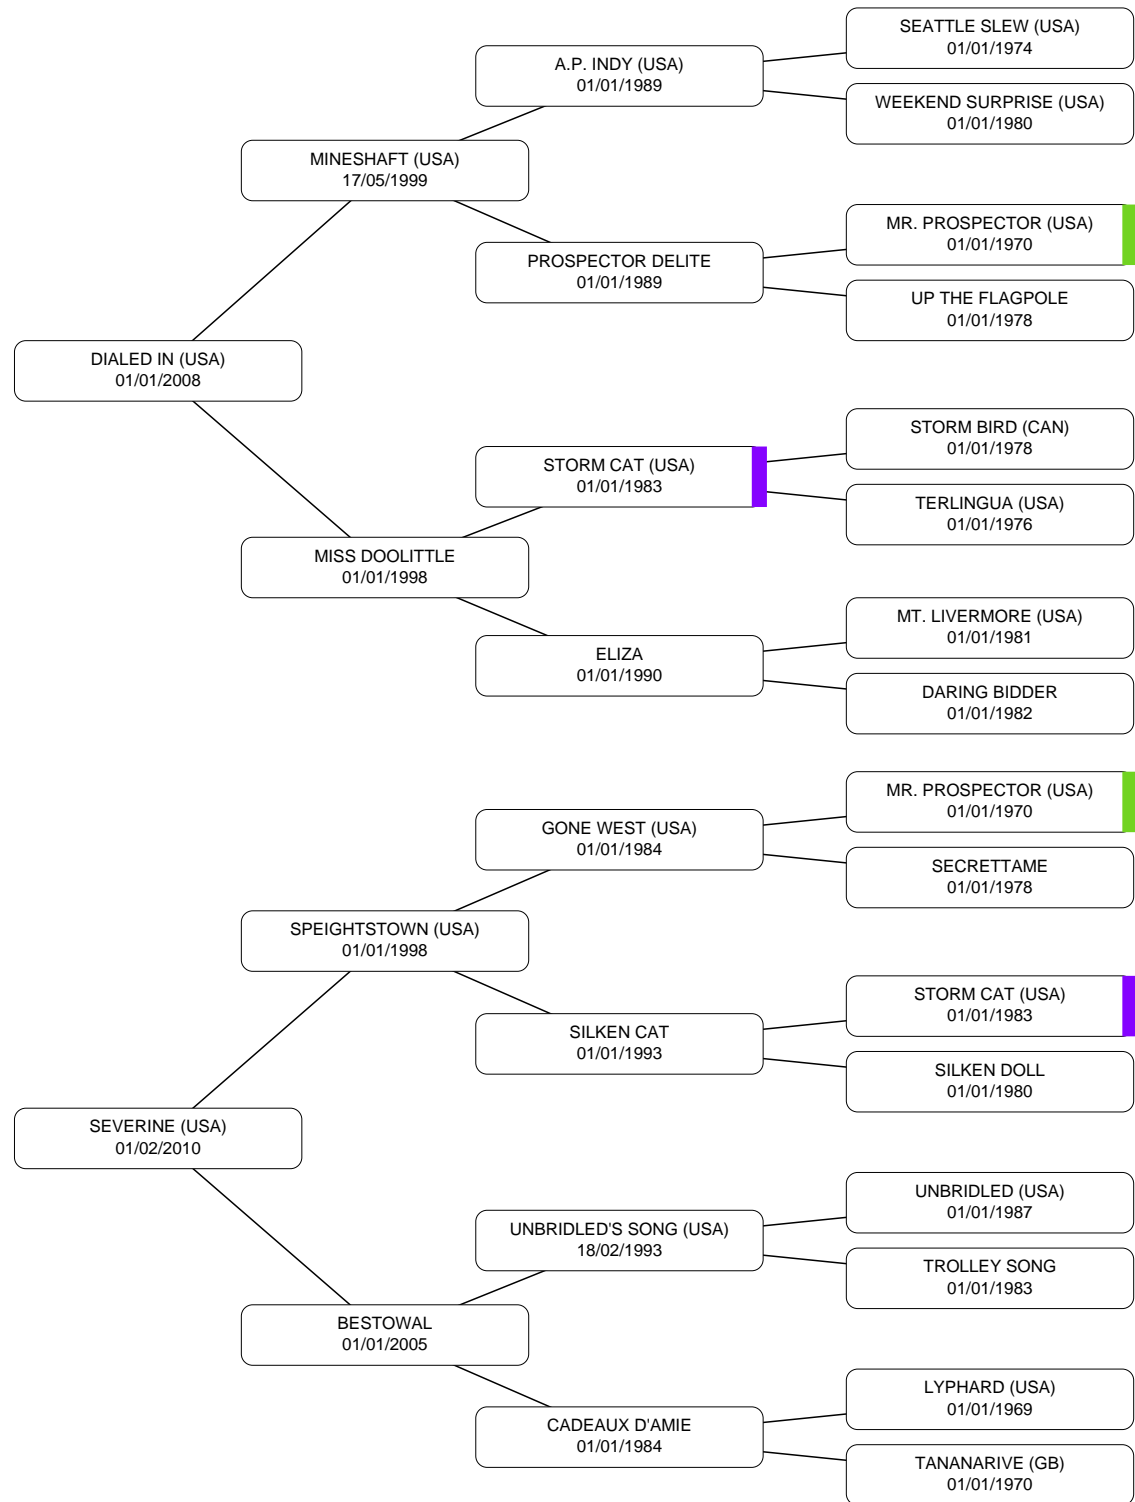 SEATTLE SLEW (USA)
01/01/1974
A.P. INDY (USA)
01/01/1989
WEEKEND SURPRISE (USA)
01/01/1980
MINESHAFT (USA)
17/05/1999
MR. PROSPECTOR (USA)
01/01/1970
PROSPECTOR DELITE
01/01/1989
UP THE FLAGPOLE
01/01/1978
DIALED IN (USA)
01/01/2008
STORM BIRD (CAN)
01/01/1978
STORM CAT (USA)
01/01/1983
TERLINGUA (USA)
01/01/1976
MISS DOOLITTLE
01/01/1998
MT. LIVERMORE (USA)
01/01/1981
ELIZA
01/01/1990
DARING BIDDER
01/01/1982
MR. PROSPECTOR (USA)
01/01/1970
GONE WEST (USA)
01/01/1984
SECRETTAME
01/01/1978
SPEIGHTSTOWN (USA)
01/01/1998
STORM CAT (USA)
01/01/1983
SILKEN CAT
01/01/1993
SILKEN DOLL
01/01/1980
SEVERINE (USA)
01/02/2010
UNBRIDLED (USA)
01/01/1987
UNBRIDLED'S SONG (USA)
18/02/1993
TROLLEY SONG
01/01/1983
BESTOWAL
01/01/2005
LYPHARD (USA)
01/01/1969
CADEAUX D'AMIE
01/01/1984
TANANARIVE (GB)
01/01/1970